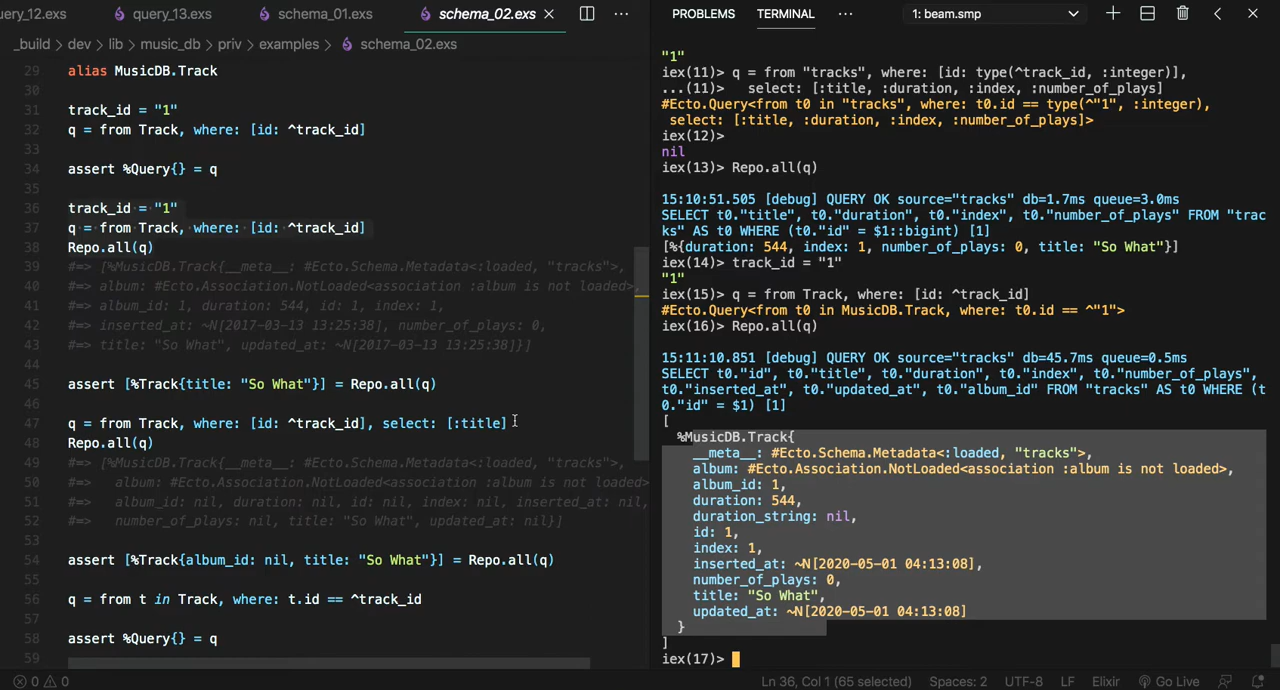 uery_12.exs query_13.exs schema_01.exs schema_02.exs
_build > dev > lib > music_db > priv > examples > schema_02.exs
29 alias MusicDB.Track
30
31 track_id = "1"
32 q = from Track, where: [id: ^track_id]
33
34 assert %Query{} = q
35
36 track_id = "1"
37 q = from Track, where: [id: ^track_id]
38 Repo.all(q)
39 #=> [%MusicDB.Track{__meta__: #Ecto.Schema.Metadata<:loaded, "tracks">,
40 #=> album: #Ecto.Association.NotLoaded<association :album is not loaded>,
41 #=> album_id: 1, duration: 544, id: 1, index: 1,
42 #=> inserted_at: ~N[2017-03-13 13:25:38], number_of_plays: 0,
43 #=> title: "So What", updated_at: ~N[2017-03-13 13:25:38]}]
44
45 assert [%Track{title: "So What"}] = Repo.all(q)
46
47 q = from Track, where: [id: ^track_id], select: [:title]
48 Repo.all(q)
49 #=> [%MusicDB.Track{__meta__: #Ecto.Schema.Metadata<:loaded, "tracks">,
50 #=>   album: #Ecto.Association.NotLoaded<association :album is not loaded>
51 #=>   album_id: nil, duration: nil, id: nil, index: nil, inserted_at: nil,
52 #=>   number_of_plays: nil, title: "So What", updated_at: nil}]
53
54 assert [%Track{album_id: nil, title: "So What"}] = Repo.all(q)
55
56 q = from t in Track, where: t.id == ^track_id
57
58 assert %Query{} = q
59
PROBLEMS TERMINAL ··· 1: beam.smp
"1"
iex(11)> q = from "tracks", where: [id: type(^track_id, :integer)],
...(11)>   select: [:title, :duration, :index, :number_of_plays]
#Ecto.Query<from t0 in "tracks", where: t0.id == type(^"1", :integer),
 select: [:title, :duration, :index, :number_of_plays]>
iex(12)>
nil
iex(13)> Repo.all(q)
15:10:51.505 [debug] QUERY OK source="tracks" db=1.7ms queue=3.0ms
SELECT t0."title", t0."duration", t0."index", t0."number_of_plays" FROM "trac
ks" AS t0 WHERE (t0."id" = $1::bigint) [1]
[%{duration: 544, index: 1, number_of_plays: 0, title: "So What"}]
iex(14)> track_id = "1"
"1"
iex(15)> q = from Track, where: [id: ^track_id]
#Ecto.Query<from t0 in MusicDB.Track, where: t0.id == ^"1">
iex(16)> Repo.all(q)
15:11:10.851 [debug] QUERY OK source="tracks" db=45.7ms queue=0.5ms
SELECT t0."id", t0."title", t0."duration", t0."index", t0."number_of_plays",
t0."inserted_at", t0."updated_at", t0."album_id" FROM "tracks" AS t0 WHERE (t
0."id" = $1) [1]
[
  %MusicDB.Track{
    __meta__: #Ecto.Schema.Metadata<:loaded, "tracks">,
    album: #Ecto.Association.NotLoaded<association :album is not loaded>,
    album_id: 1,
    duration: 544,
    duration_string: nil,
    id: 1,
    index: 1,
    inserted_at: ~N[2020-05-01 04:13:08],
    number_of_plays: 0,
    title: "So What",
    updated_at: ~N[2020-05-01 04:13:08]
  }
]
iex(17)>
0 0 Ln 36, Col 1 (65 selected) Spaces: 2 UTF-8 LF Elixir Go Live